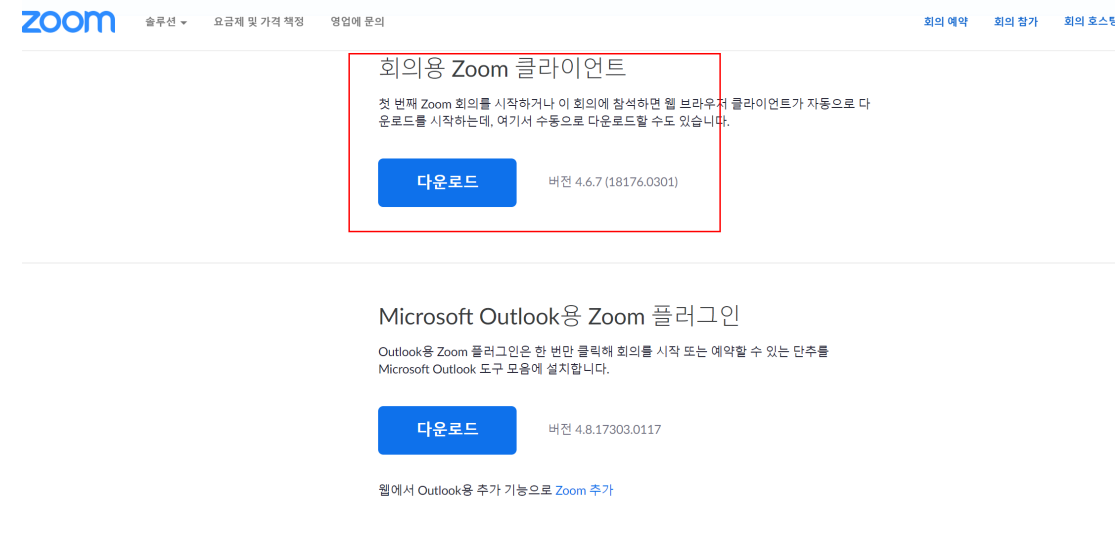 zoom 솔루션 요금제 및 가격 책정 영업에 문의 회의 예약 회의 참가 회의 호스팅
회의용 Zoom 클라이언트
첫 번째 Zoom 회의를 시작하거나 이 회의에 참석하면 웹 브라우저 클라이언트가 자동으로 다
운로드를 시작하는데, 여기서 수동으로 다운로드할 수도 있습니다.
다운로드 버전 4.6.7 (18176.0301)
Microsoft Outlook용 Zoom 플러그인
Outlook용 Zoom 플러그인은 한 번만 클릭해 회의를 시작 또는 예약할 수 있는 단추를
Microsoft Outlook 도구 모음에 설치합니다.
다운로드 버전 4.8.17303.0117
웹에서 Outlook용 추가 기능으로 Zoom 추가